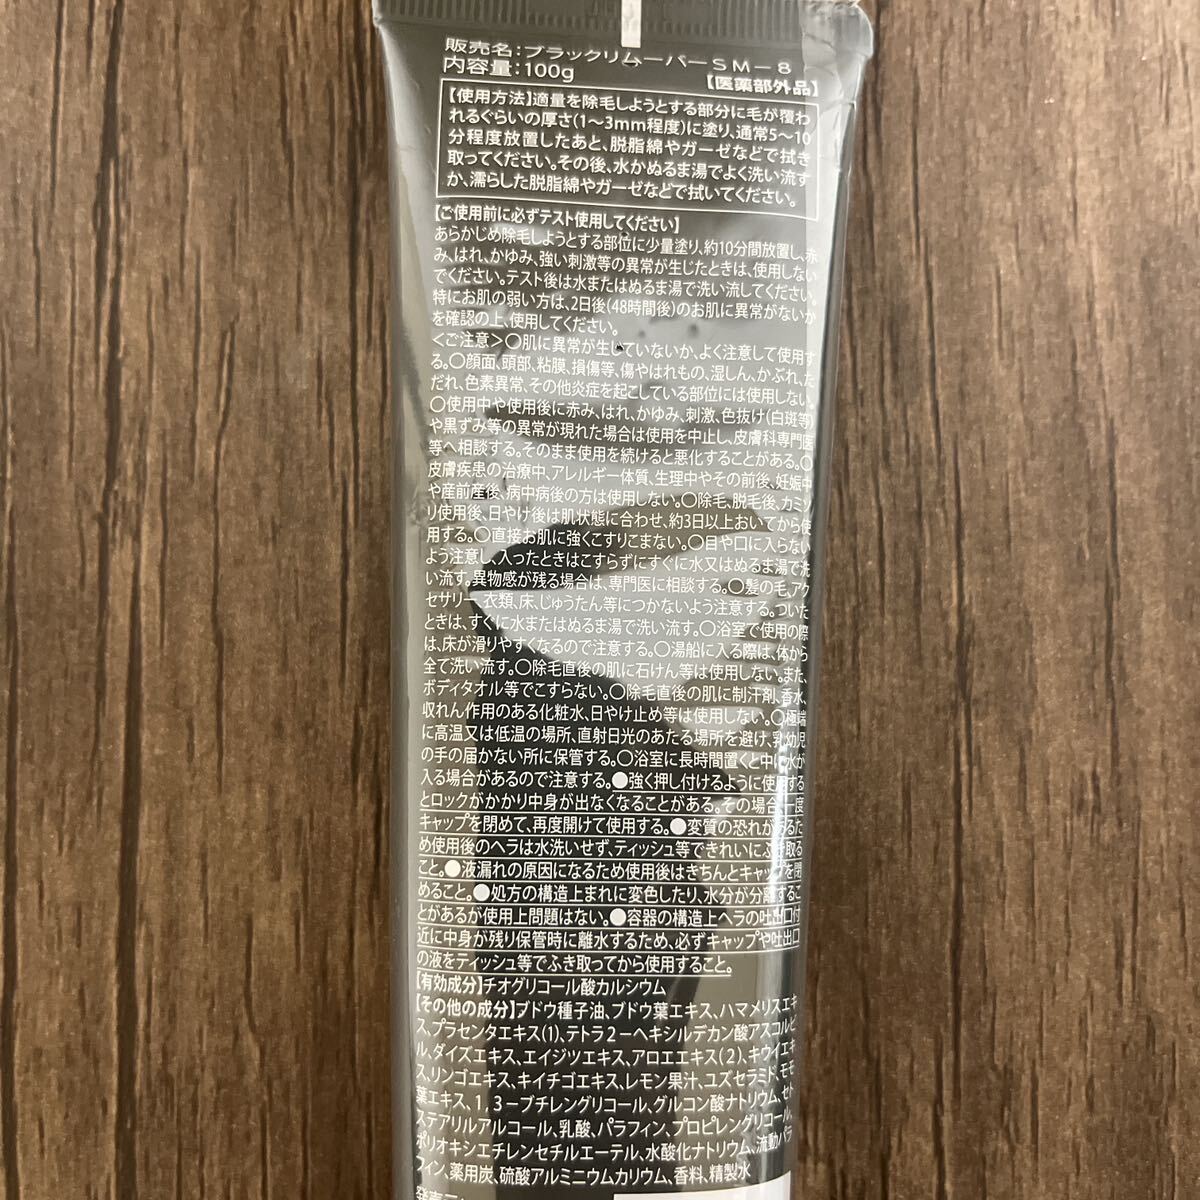 販売名:ブラックリムーバーSM-8
内容量:100g
【医薬部外品】
【使用方法】適量を除毛しようとする部分に毛が覆わ
れるぐらいの厚さ(1〜3mm程度)に塗り、通常5〜10
分程度放置したあと、脱脂綿やガーゼなどで拭き
取ってください。その後、水かぬるま湯でよく洗い流す
か、濡らした脱脂綿やガーゼなどで拭いてください。
【ご使用前に必ずテスト使用してください】
あらかじめ除毛しようとする部位に少量塗り、約10分間放置し、赤
み、はれ、かゆみ、強い刺激等の異常が生じたときは、使用しない
でください。テスト後は水またはぬるま湯で洗い流してください。
特にお肌の弱い方は、2日後(48時間後)のお肌に異常がないか
を確認の上、使用してください。
＜ご注意＞〇肌に異常が生じていないか、よく注意して使用す
る。〇顔面、頭部、粘膜、損傷等、傷やはれもの、湿しん、かぶれ、た
だれ、色素異常、その他炎症を起こしている部位には使用しない。
〇使用中や使用後に赤み、はれ、かゆみ、刺激、色抜け(白斑等)
や黒ずみ等の異常が現れた場合は使用を中止し、皮膚科専門医
等へ相談する。そのまま使用を続けると悪化することがある。〇
皮膚疾患の治療中、アレルギー体質、生理中やその前後、妊娠中
や産前産後、病中病後の方は使用しない。〇除毛、脱毛後、カミソ
リ使用後、日やけ後は肌状態に合わせ、約3日以上おいてから使
用する。〇直接お肌に強くこすりこまない。〇目や口に入らない
よう注意し、入ったときはこすらずにすぐに水又はぬるま湯で洗
い流す。異物感が残る場合は、専門医に相談する。〇髪の毛、アク
セサリー、衣類、床、じゅうたん等につかないよう注意する。ついた
ときは、すぐに水またはぬるま湯で洗い流す。〇浴室で使用の際
は、床が滑りやすくなるので注意する。〇湯船に入る際は、体から
全て洗い流す。〇除毛直後の肌に石けん等は使用しない。また、
ボディタオル等でこすらない。〇除毛直後の肌に制汗剤、香水、
収れん作用のある化粧水、日やけ止め等は使用しない。〇極端
に高温又は低温の場所、直射日光のあたる場所を避け、乳幼児
の手の届かない所に保管する。〇浴室に長時間置くと中に水が
入る場合があるので注意する。●強く押し付けるように使用する
とロックがかかり中身が出なくなることがある。その場合、一度
キャップを閉めて、再度開けて使用する。●変質の恐れがあるた
め使用後のヘラは水洗いせず、ティッシュ等できれいにふき取る
こと。●液漏れの原因になるため使用後はきちんとキャップを閉
めること。●処方の構造上まれに変色したり、水分が分離するこ
とがあるが使用上問題はない。●容器の構造上ヘラの吐出口付
近に中身が残り保管時に離水するため、必ずキャップや吐出口
の液をティッシュ等でふき取ってから使用すること。
【有効成分】チオグリコール酸カルシウム
【その他の成分】ブドウ種子油、ブドウ葉エキス、ハマメリスエキ
ス、プラセンタエキス(1)、テトラ2−ヘキシルデカン酸アスコルビ
ル、ダイズエキス、エイジツエキス、アロエエキス(2)、キウイエキ
ス、リンゴエキス、キイチゴエキス、レモン果汁、ユズセラミド、モモ
葉エキス、1,3−ブチレングリコール、グルコン酸ナトリウム、セト
ステアリルアルコール、乳酸、パラフィン、プロピレングリコール、
ポリオキシエチレンセチルエーテル、水酸化ナトリウム、流動パラ
フィン、薬用炭、硫酸アルミニウムカリウム、香料、精製水
発売元